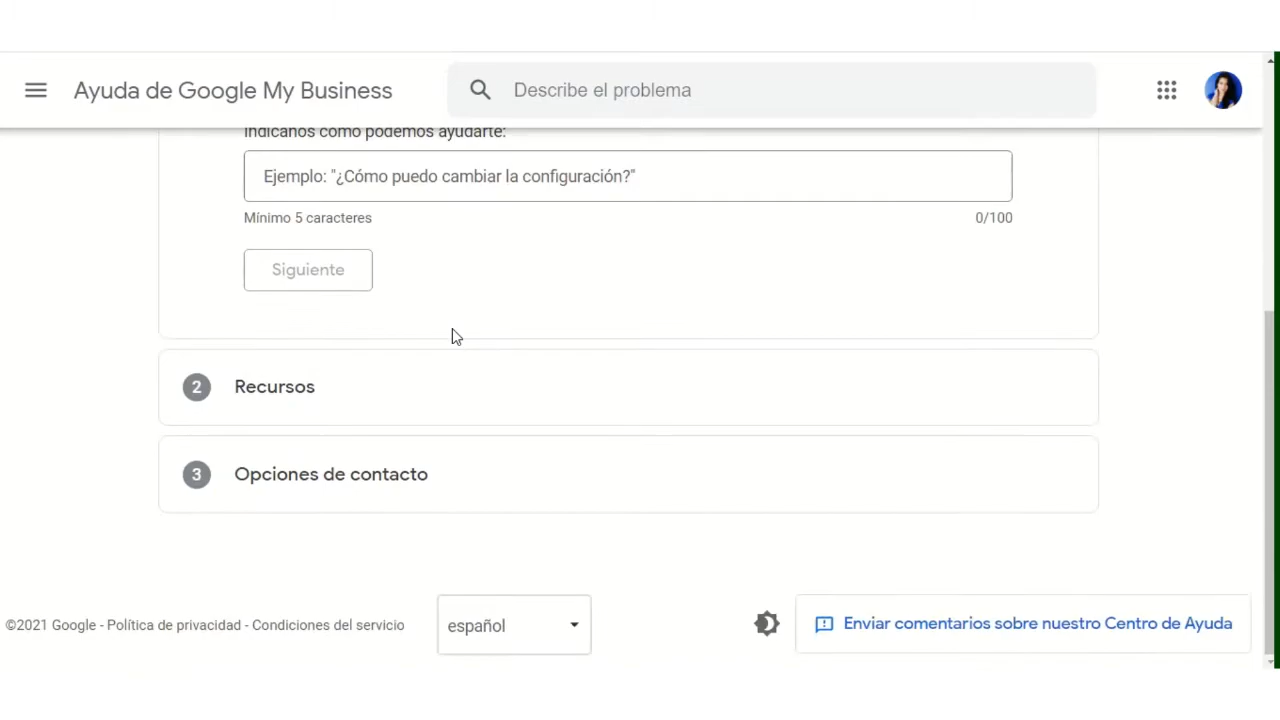 Ayuda de Google My Business
Describe el problema
Indícanos cómo podemos ayudarte:
Ejemplo: "¿Cómo puedo cambiar la configuración?"
Mínimo 5 caracteres
0/100
Siguiente
2 Recursos
3 Opciones de contacto
©2021 Google - Política de privacidad - Condiciones del servicio
español
Enviar comentarios sobre nuestro Centro de Ayuda